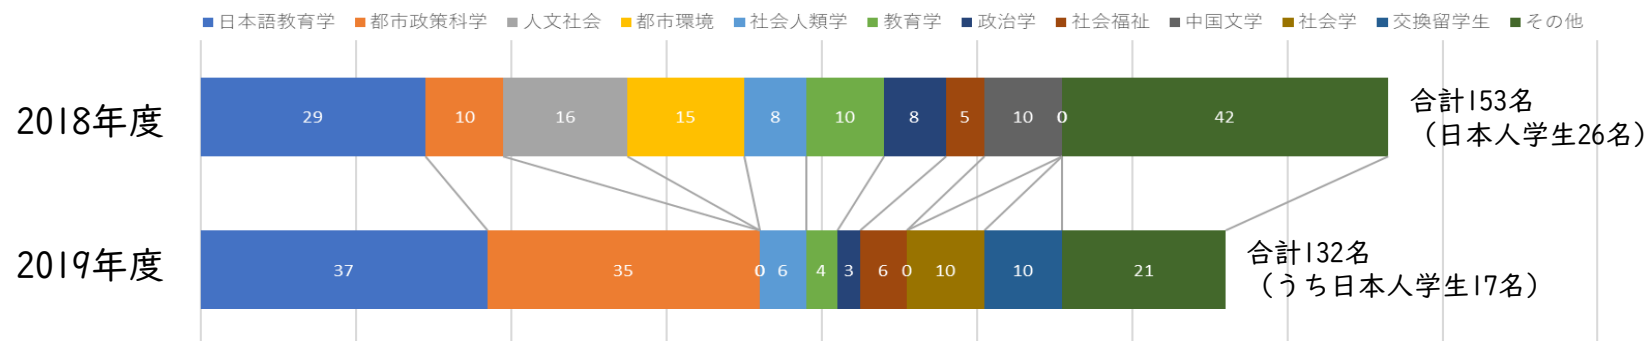 日本語教育学 都市政策科学 人文社会 都市環境 社会人類学 教育学 政治学 社会福祉 中国文学 社会学 交換留学生 その他
2018年度 29 10 16 15 8 10 8 5 10 0 42 合計153名
（日本人学生26名）
2019年度 37 35 0 6 4 3 6 0 10 10 21 合計132名
（うち日本人学生17名）